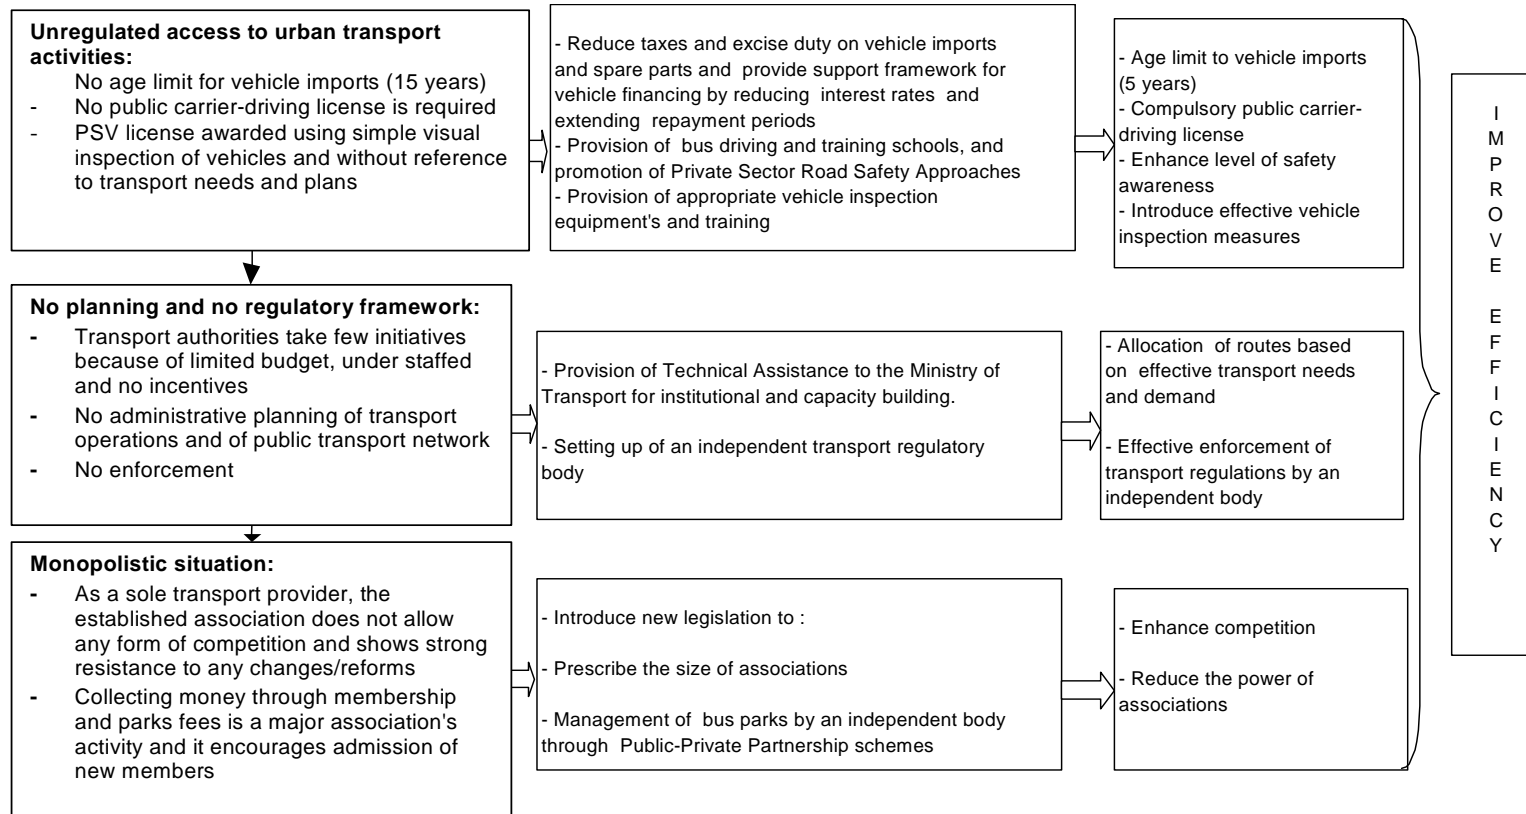 Unregulated access to urban transport
activities:
No age limit for vehicle imports (15 years)
- No public carrier-driving license is required
- PSV license awarded using simple visual
inspection of vehicles and without reference
to transport needs and plans
- Reduce taxes and excise duty on vehicle imports
and spare parts and provide support framework for
vehicle financing by reducing interest rates and
extending repayment periods
- Provision of bus driving and training schools, and
promotion of Private Sector Road Safety Approaches
- Provision of appropriate vehicle inspection
equipment's and training
- Age limit to vehicle imports
(5 years)
- Compulsory public carrier-
driving license
- Enhance level of safety
awareness
- Introduce effective vehicle
inspection measures
No planning and no regulatory framework:
- Transport authorities take few initiatives
because of limited budget, under staffed
and no incentives
- No administrative planning of transport
operations and of public transport network
- No enforcement
- Provision of Technical Assistance to the Ministry of
Transport for institutional and capacity building.
- Setting up of an independent transport regulatory
body
- Allocation of routes based
on effective transport needs
and demand
- Effective enforcement of
transport regulations by an
independent body
Monopolistic situation:
- As a sole transport provider, the
established association does not allow
any form of competition and shows strong
resistance to any changes/reforms
- Collecting money through membership
and parks fees is a major association's
activity and it encourages admission of
new members
- Introduce new legislation to :
- Prescribe the size of associations
- Management of bus parks by an independent body
through Public-Private Partnership schemes
- Enhance competition
- Reduce the power of
associations
I
M
P
R
O
V
E
E
F
F
I
C
I
E
N
C
Y